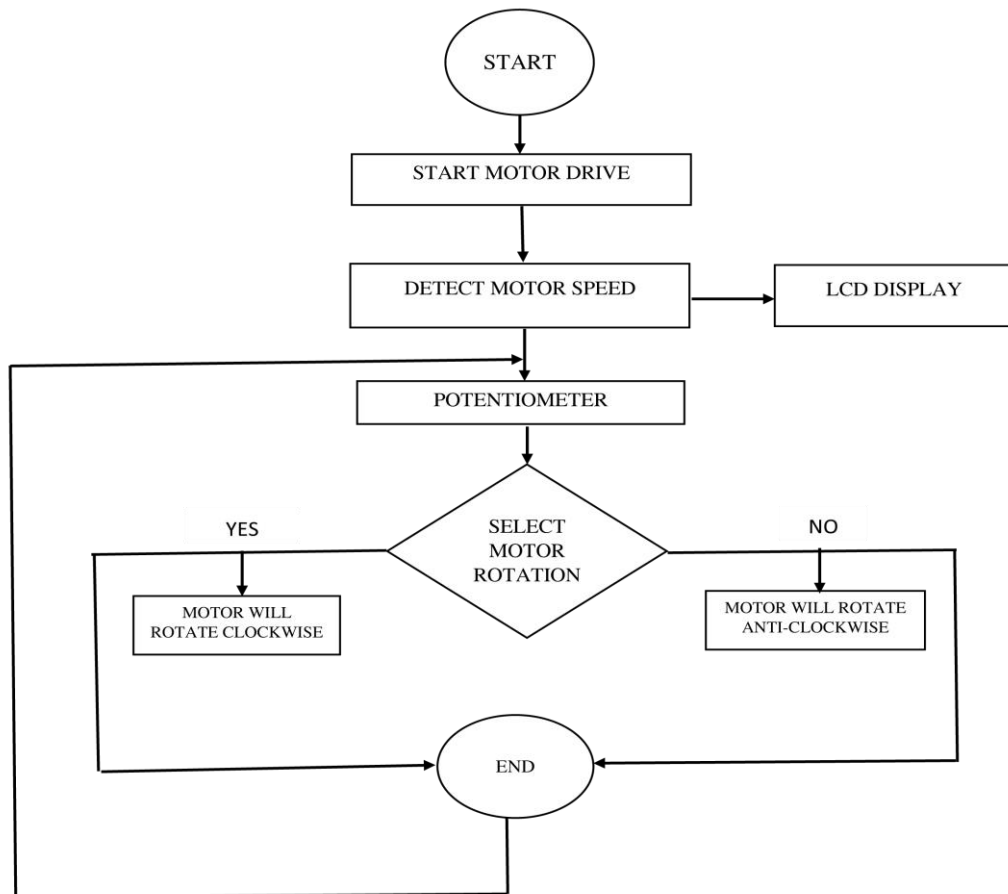 START
START MOTOR DRIVE
DETECT MOTOR SPEED
LCD DISPLAY
POTENTIOMETER
SELECT
MOTOR
ROTATION
YES
NO
MOTOR WILL
ROTATE CLOCKWISE
MOTOR WILL ROTATE
ANTI-CLOCKWISE
END